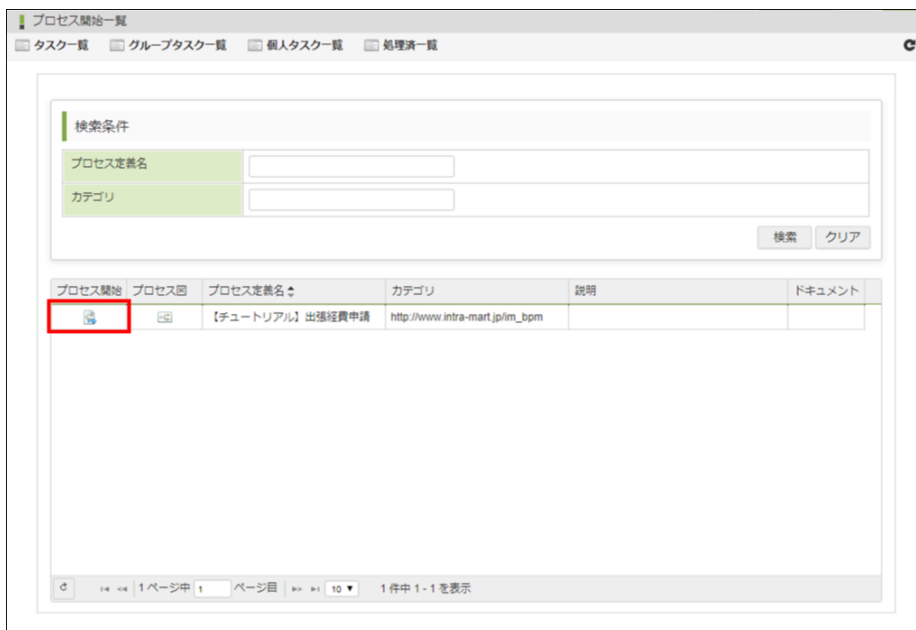 プロセス開始一覧
タスク一覧 グループタスク一覧 個人タスク一覧 処理済一覧
検索条件
プロセス定義名
カテゴリ
検索 クリア
プロセス開始 プロセス図 プロセス定義名 カテゴリ 説明 ドキュメント
【チュートリアル】出張経費申請 http://www.intra-mart.jp/im_bpm
1 ページ中 1 ページ目 10 1 件中 1 - 1 を表示